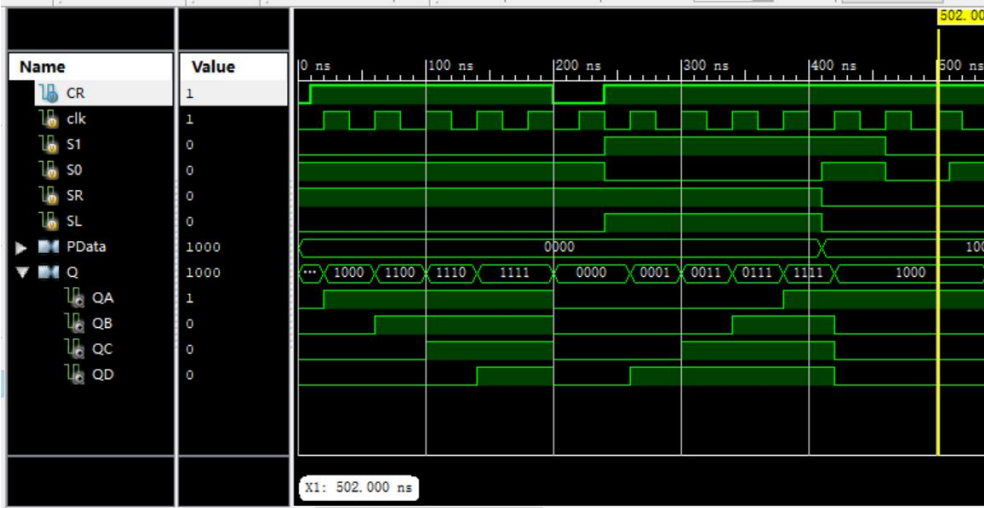 502. 00
Name Value
0 ns 100 ns 200 ns 300 ns 400 ns 500 ns
CR 1
clk 1
S1 0
S0 0
SR 0
SL 0
PData 1000 0000 100
Q 1000 ... 1000 1100 1110 1111 0000 0001 0011 0111 1111 1000
QA 1
QB 0
QC 0
QD 0
X1: 502.000 ns